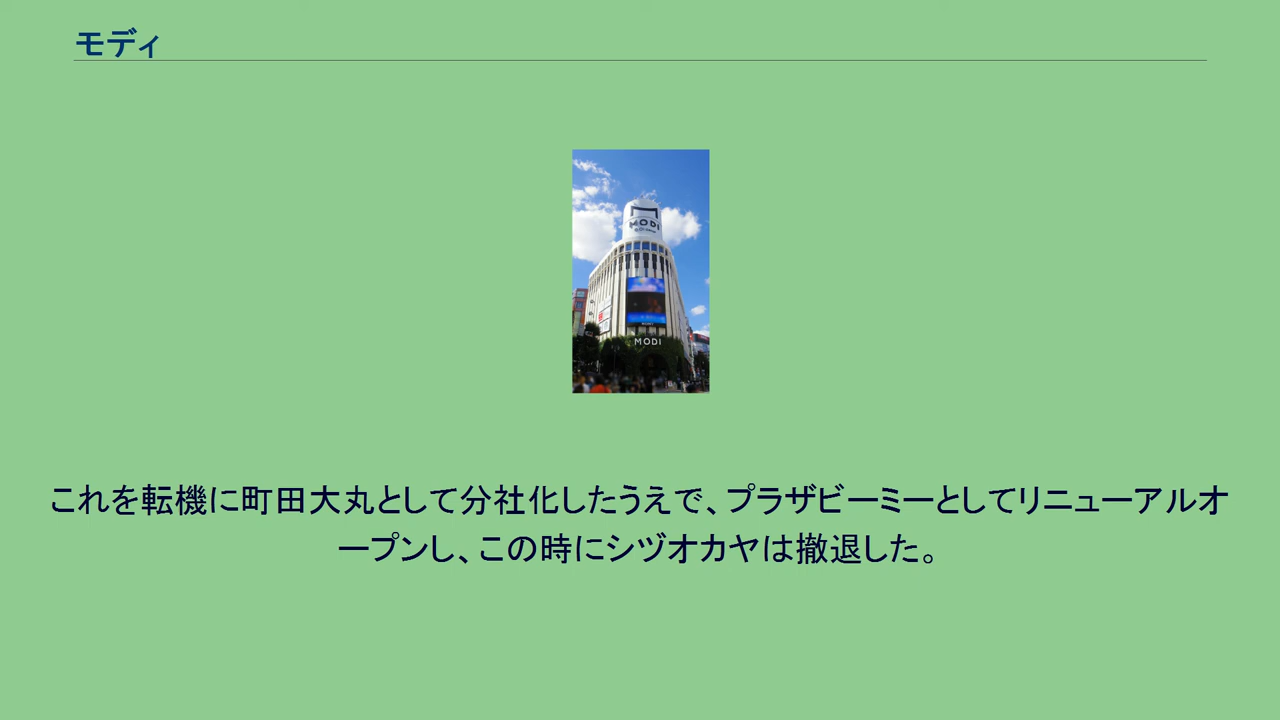 モディ
MODI
MODI
これを転機に町田大丸として分社化したうえで、プラザビーミーとしてリニューアルオ
ープンし、この時にシヅオカヤは撤退した。